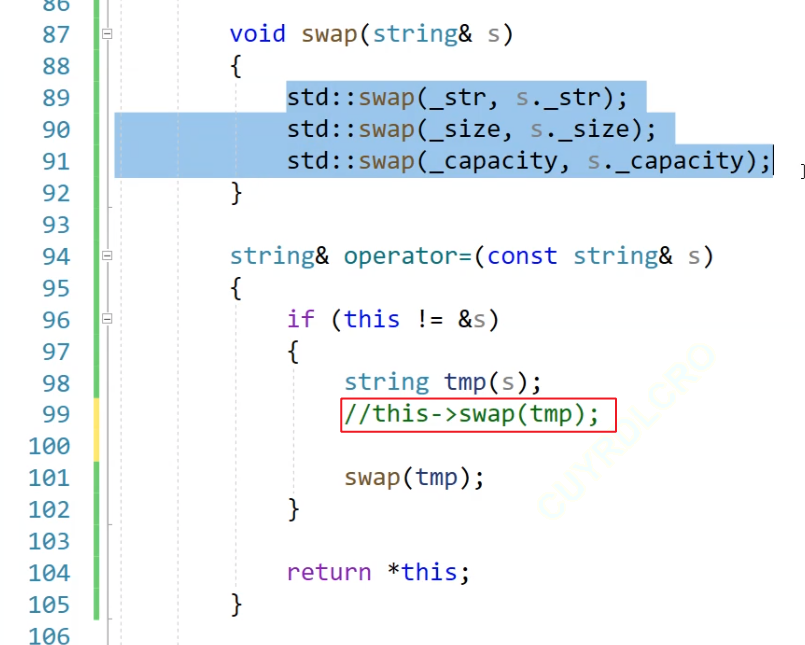 86
87 void swap(string& s)
88 {
89 std::swap(_str, s._str);
90 std::swap(_size, s._size);
91 std::swap(_capacity, s._capacity);
92 }
93
94 string& operator=(const string& s)
95 {
96 if (this != &s)
97 {
98 string tmp(s);
99 //this->swap(tmp);
100
101 swap(tmp);
102 }
103
104 return *this;
105 }
106
CUYRULCRO